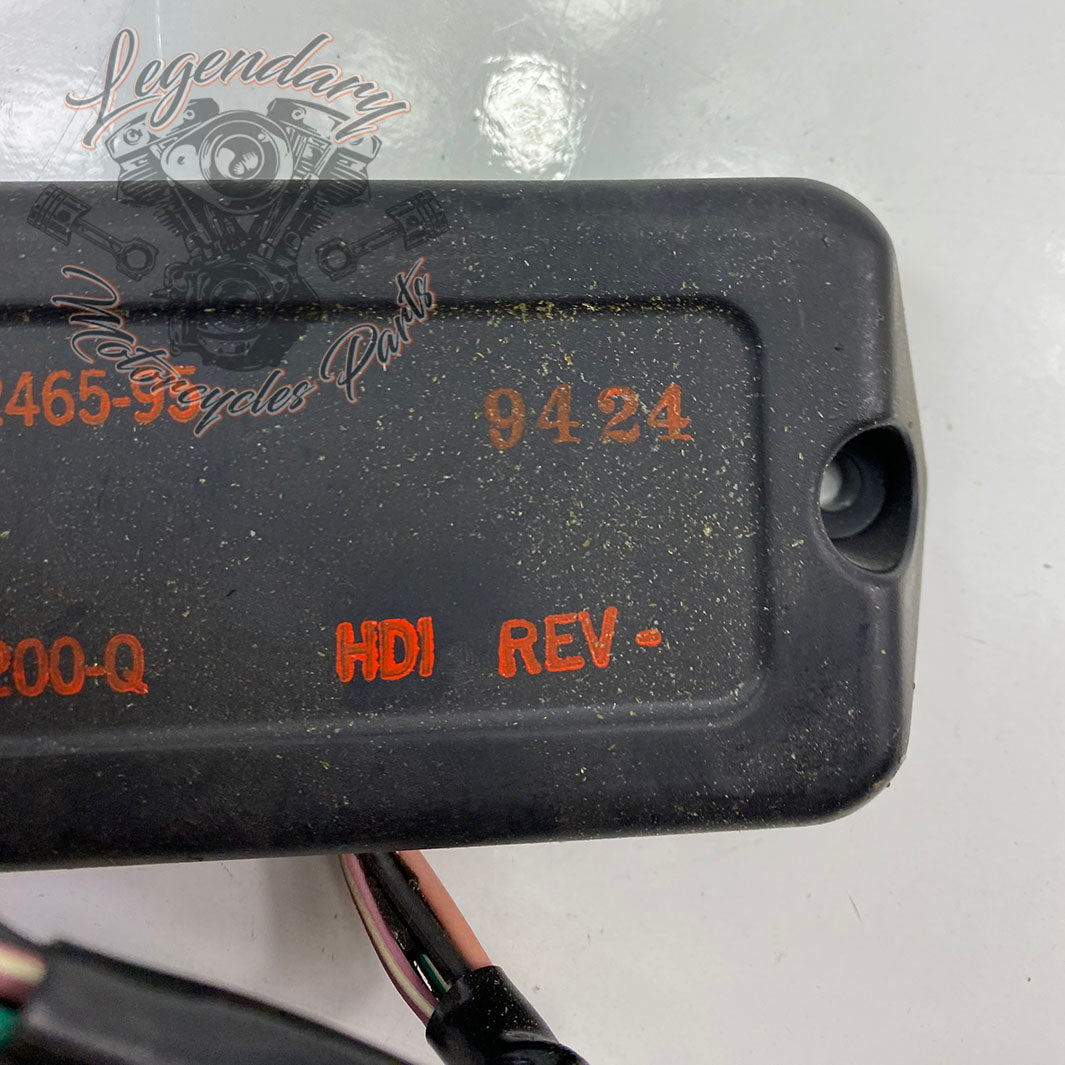 Legendary
Motorcycles Parts
2465-95 9424
200-Q HDI REV -